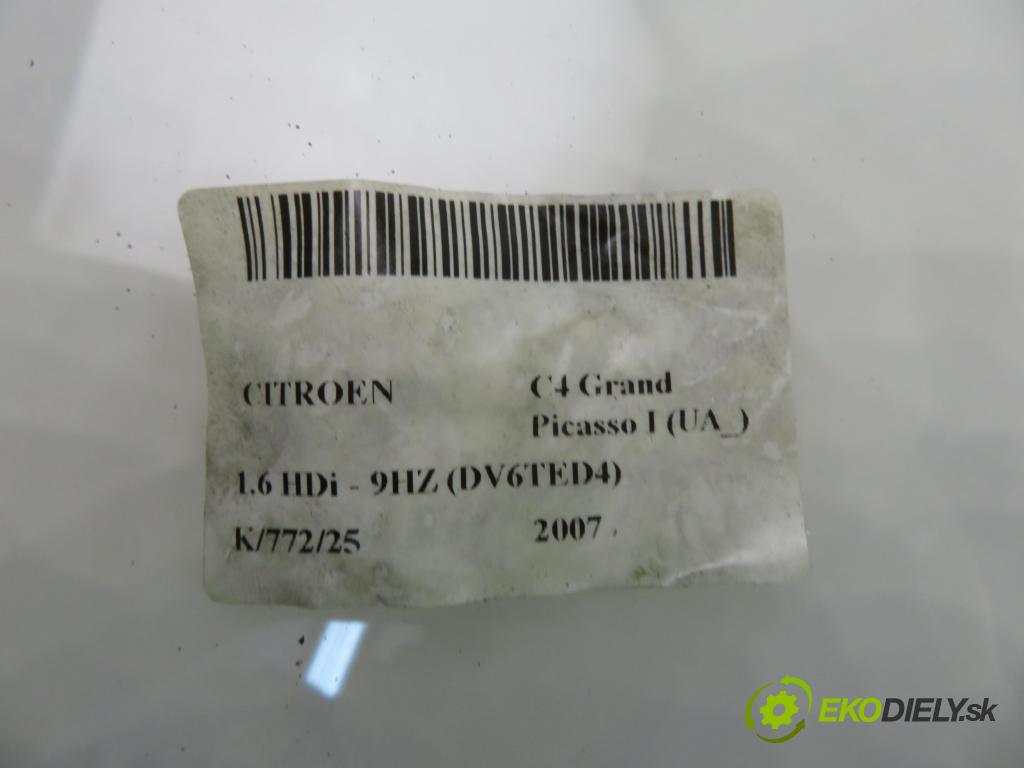 CITROEN
C4 Grand
Picasso I (UA_)
1.6 HDi - 9HZ (DV6TED4)
K/772/25
2007
EKODIELY.sk